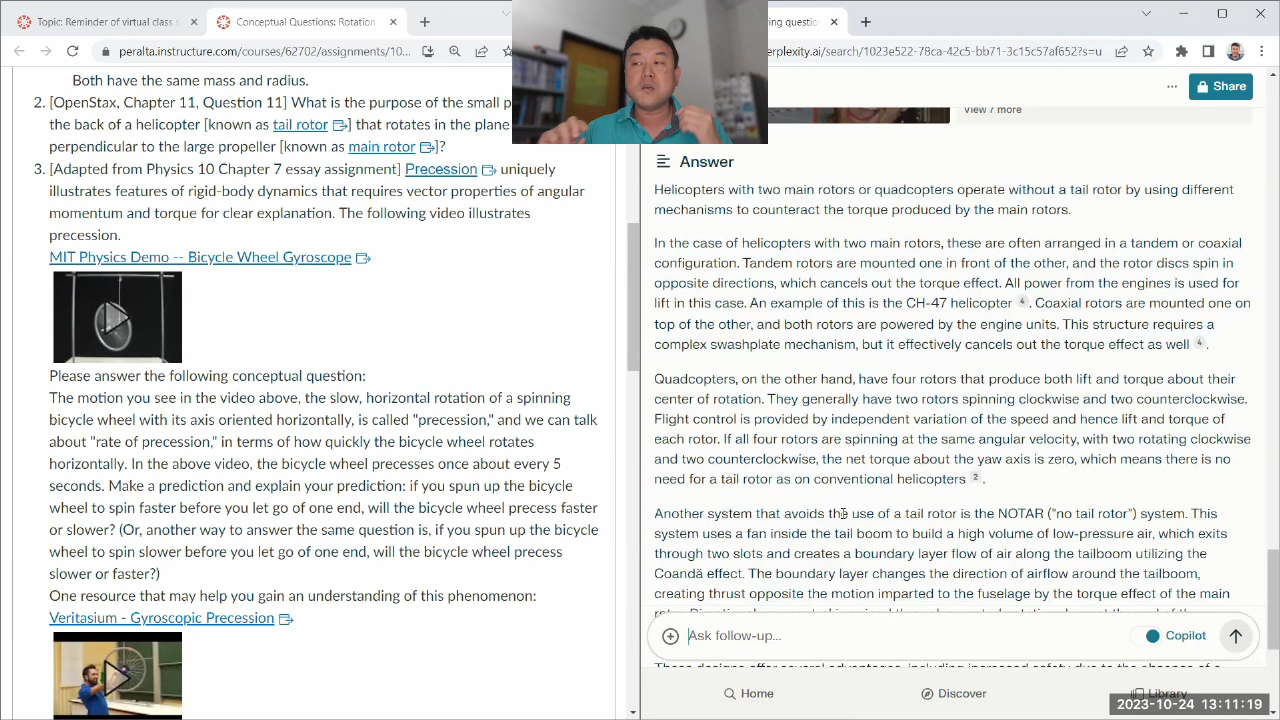 Topic: Reminder of virtual class s
Conceptual Questions: Rotation
ing question
peralta.instructure.com/courses/62702/assignments/10...
erplexity.ai/search/1023e522-78ca-42c5-bb71-3c15c57af652?s=u
Both have the same mass and radius.
2. [OpenStax, Chapter 11, Question 11] What is the purpose of the small p
the back of a helicopter [known as tail rotor ] that rotates in the plane
perpendicular to the large propeller [known as main rotor ]?
3. [Adapted from Physics 10 Chapter 7 essay assignment] Precession uniquely
illustrates features of rigid-body dynamics that requires vector properties of angular
momentum and torque for clear explanation. The following video illustrates
precession.
MIT Physics Demo -- Bicycle Wheel Gyroscope
Please answer the following conceptual question:
The motion you see in the video above, the slow, horizontal rotation of a spinning
bicycle wheel with its axis oriented horizontally, is called "precession," and we can talk
about "rate of precession," in terms of how quickly the bicycle wheel rotates
horizontally. In the above video, the bicycle wheel precesses once about every 5
seconds. Make a prediction and explain your prediction: if you spun up the bicycle
wheel to spin faster before you let go of one end, will the bicycle wheel precess faster
or slower? (Or, another way to answer the same question is, if you spun up the bicycle
wheel to spin slower before you let go of one end, will the bicycle wheel precess
slower or faster?)
One resource that may help you gain an understanding of this phenomenon:
Veritasium - Gyroscopic Precession
Share
View 7 more
Answer
Helicopters with two main rotors or quadcopters operate without a tail rotor by using different
mechanisms to counteract the torque produced by the main rotors.
In the case of helicopters with two main rotors, these are often arranged in a tandem or coaxial
configuration. Tandem rotors are mounted one in front of the other, and the rotor discs spin in
opposite directions, which cancels out the torque effect. All power from the engines is used for
lift in this case. An example of this is the CH-47 helicopter 4 . Coaxial rotors are mounted one on
top of the other, and both rotors are powered by the engine units. This structure requires a
complex swashplate mechanism, but it effectively cancels out the torque effect as well 4 .
Quadcopters, on the other hand, have four rotors that produce both lift and torque about their
center of rotation. They generally have two rotors spinning clockwise and two counterclockwise.
Flight control is provided by independent variation of the speed and hence lift and torque of
each rotor. If all four rotors are spinning at the same angular velocity, with two rotating clockwise
and two counterclockwise, the net torque about the yaw axis is zero, which means there is no
need for a tail rotor as on conventional helicopters 2 .
Another system that avoids the use of a tail rotor is the NOTAR ("no tail rotor") system. This
system uses a fan inside the tail boom to build a high volume of low-pressure air, which exits
through two slots and creates a boundary layer flow of air along the tailboom utilizing the
Coandă effect. The boundary layer changes the direction of airflow around the tailboom,
creating thrust opposite the motion imparted to the fuselage by the torque effect of the main
Ask follow-up...
Copilot
Home
Discover
Library
2023-10-24 13:11:19